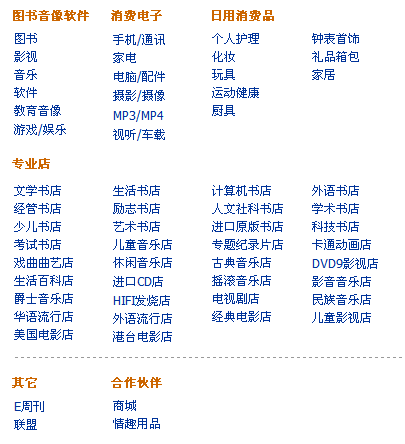 图书音像软件
图书
影视
音乐
软件
教育音像
游戏/娱乐
消费电子
手机/通讯
家电
电脑/配件
摄影/摄像
MP3/MP4
视听/车载
日用消费品
个人护理
化妆
玩具
运动健康
厨具
钟表首饰
礼品箱包
家居
专业店
文学书店
经管书店
少儿书店
考试书店
戏曲曲艺店
生活百科店
爵士音乐店
华语流行店
美国电影店
生活书店
励志书店
艺术书店
儿童音乐店
休闲音乐店
进口CD店
HIFI发烧店
外语流行店
港台电影店
计算机书店
人文社科书店
进口原版书店
专题纪录片店
古典音乐店
摇滚音乐店
电视剧店
经典电影店
外语书店
学术书店
科技书店
卡通动画店
DVD9影视店
影音音乐店
民族音乐店
儿童影视店
其它
E周刊
联盟
合作伙伴
商城
情趣用品